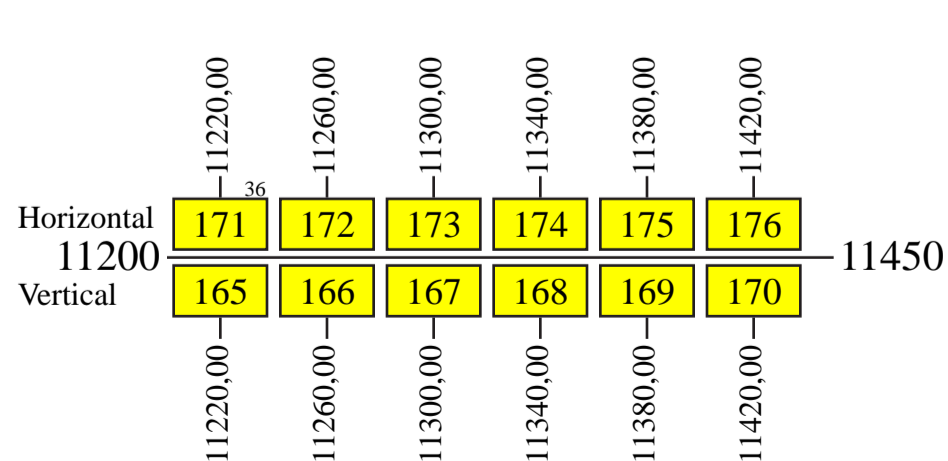 11220,00 11260,00 11300,00 11340,00 11380,00 11420,00
36
Horizontal 171 172 173 174 175 176
11200 11450
Vertical 165 166 167 168 169 170
11220,00 11260,00 11300,00 11340,00 11380,00 11420,00